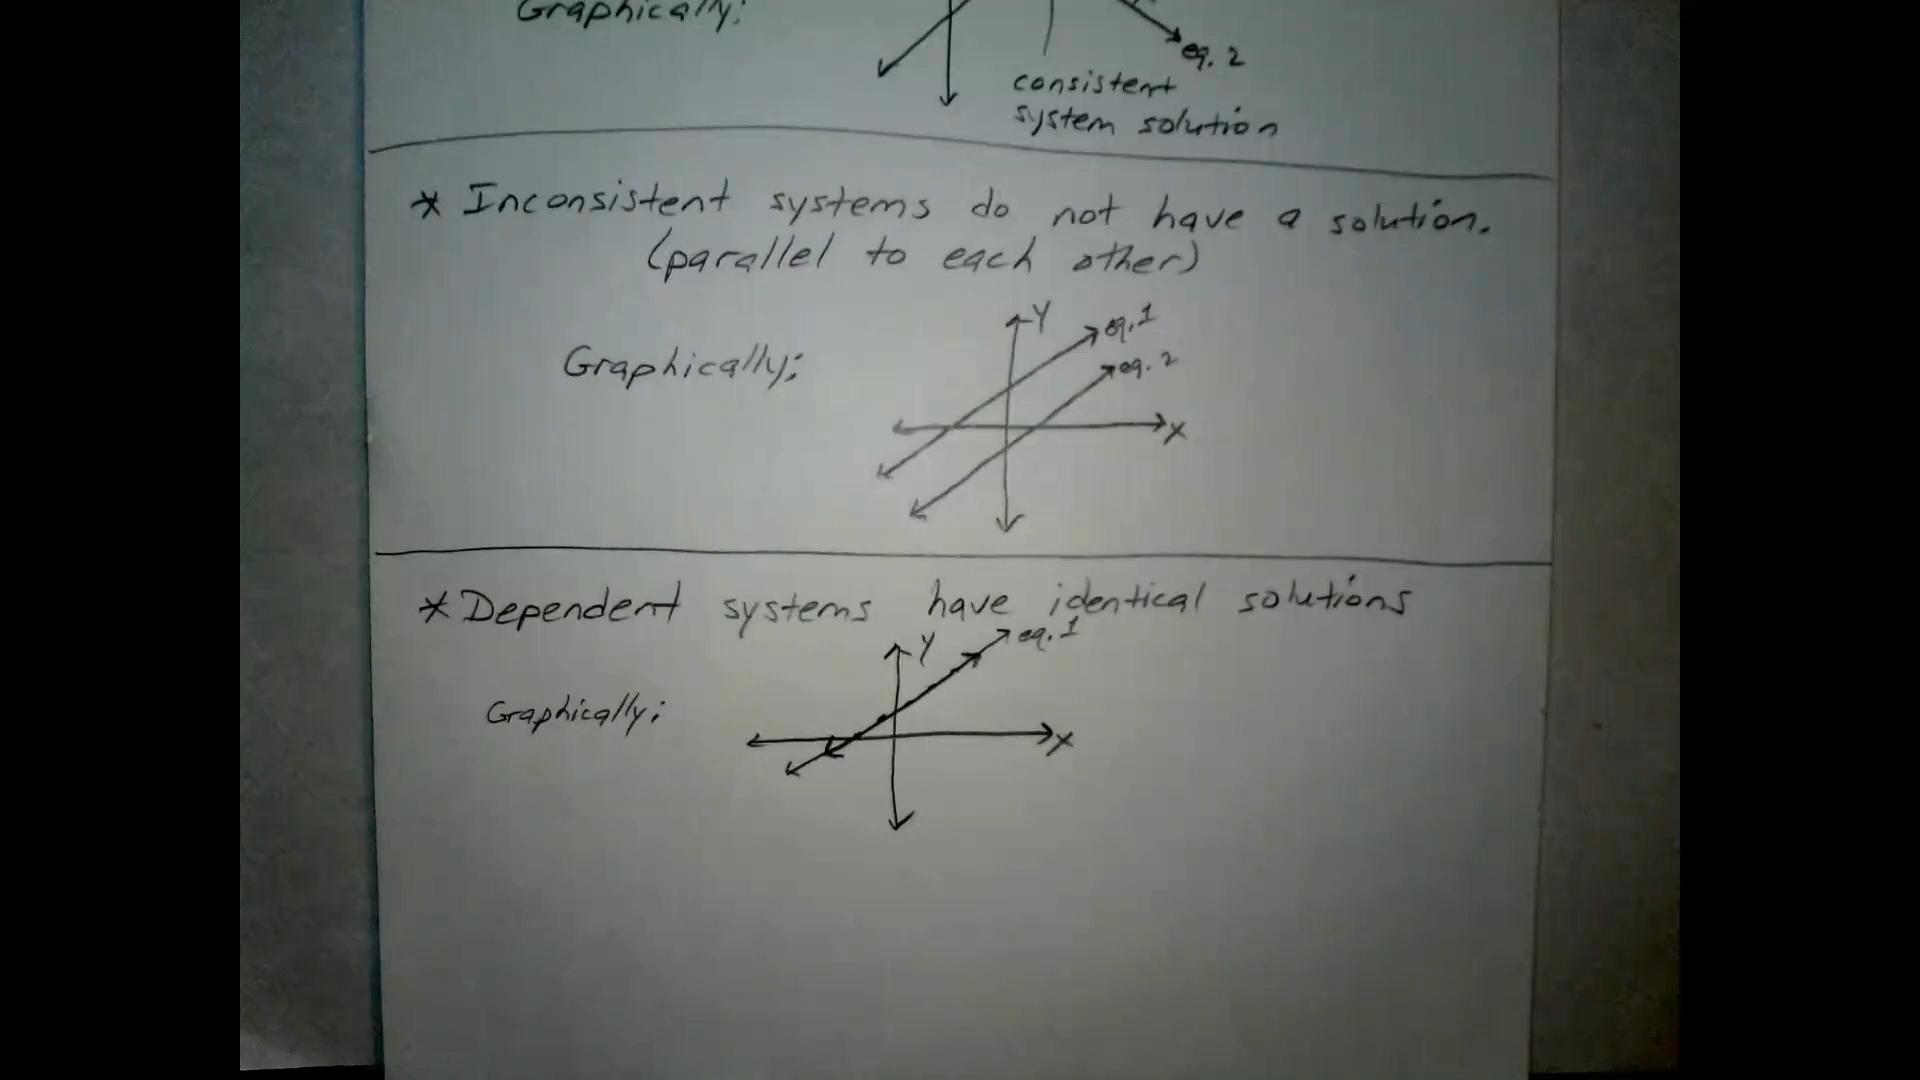 Graphically:
eq. 2
consistent
system solution
* Inconsistent systems do not have a solution.
(parallel to each other)
Y
eq. 1
Graphically:
eq. 2
X
* Dependent systems have identical solutions
Y
eq. 1
Graphically:
X